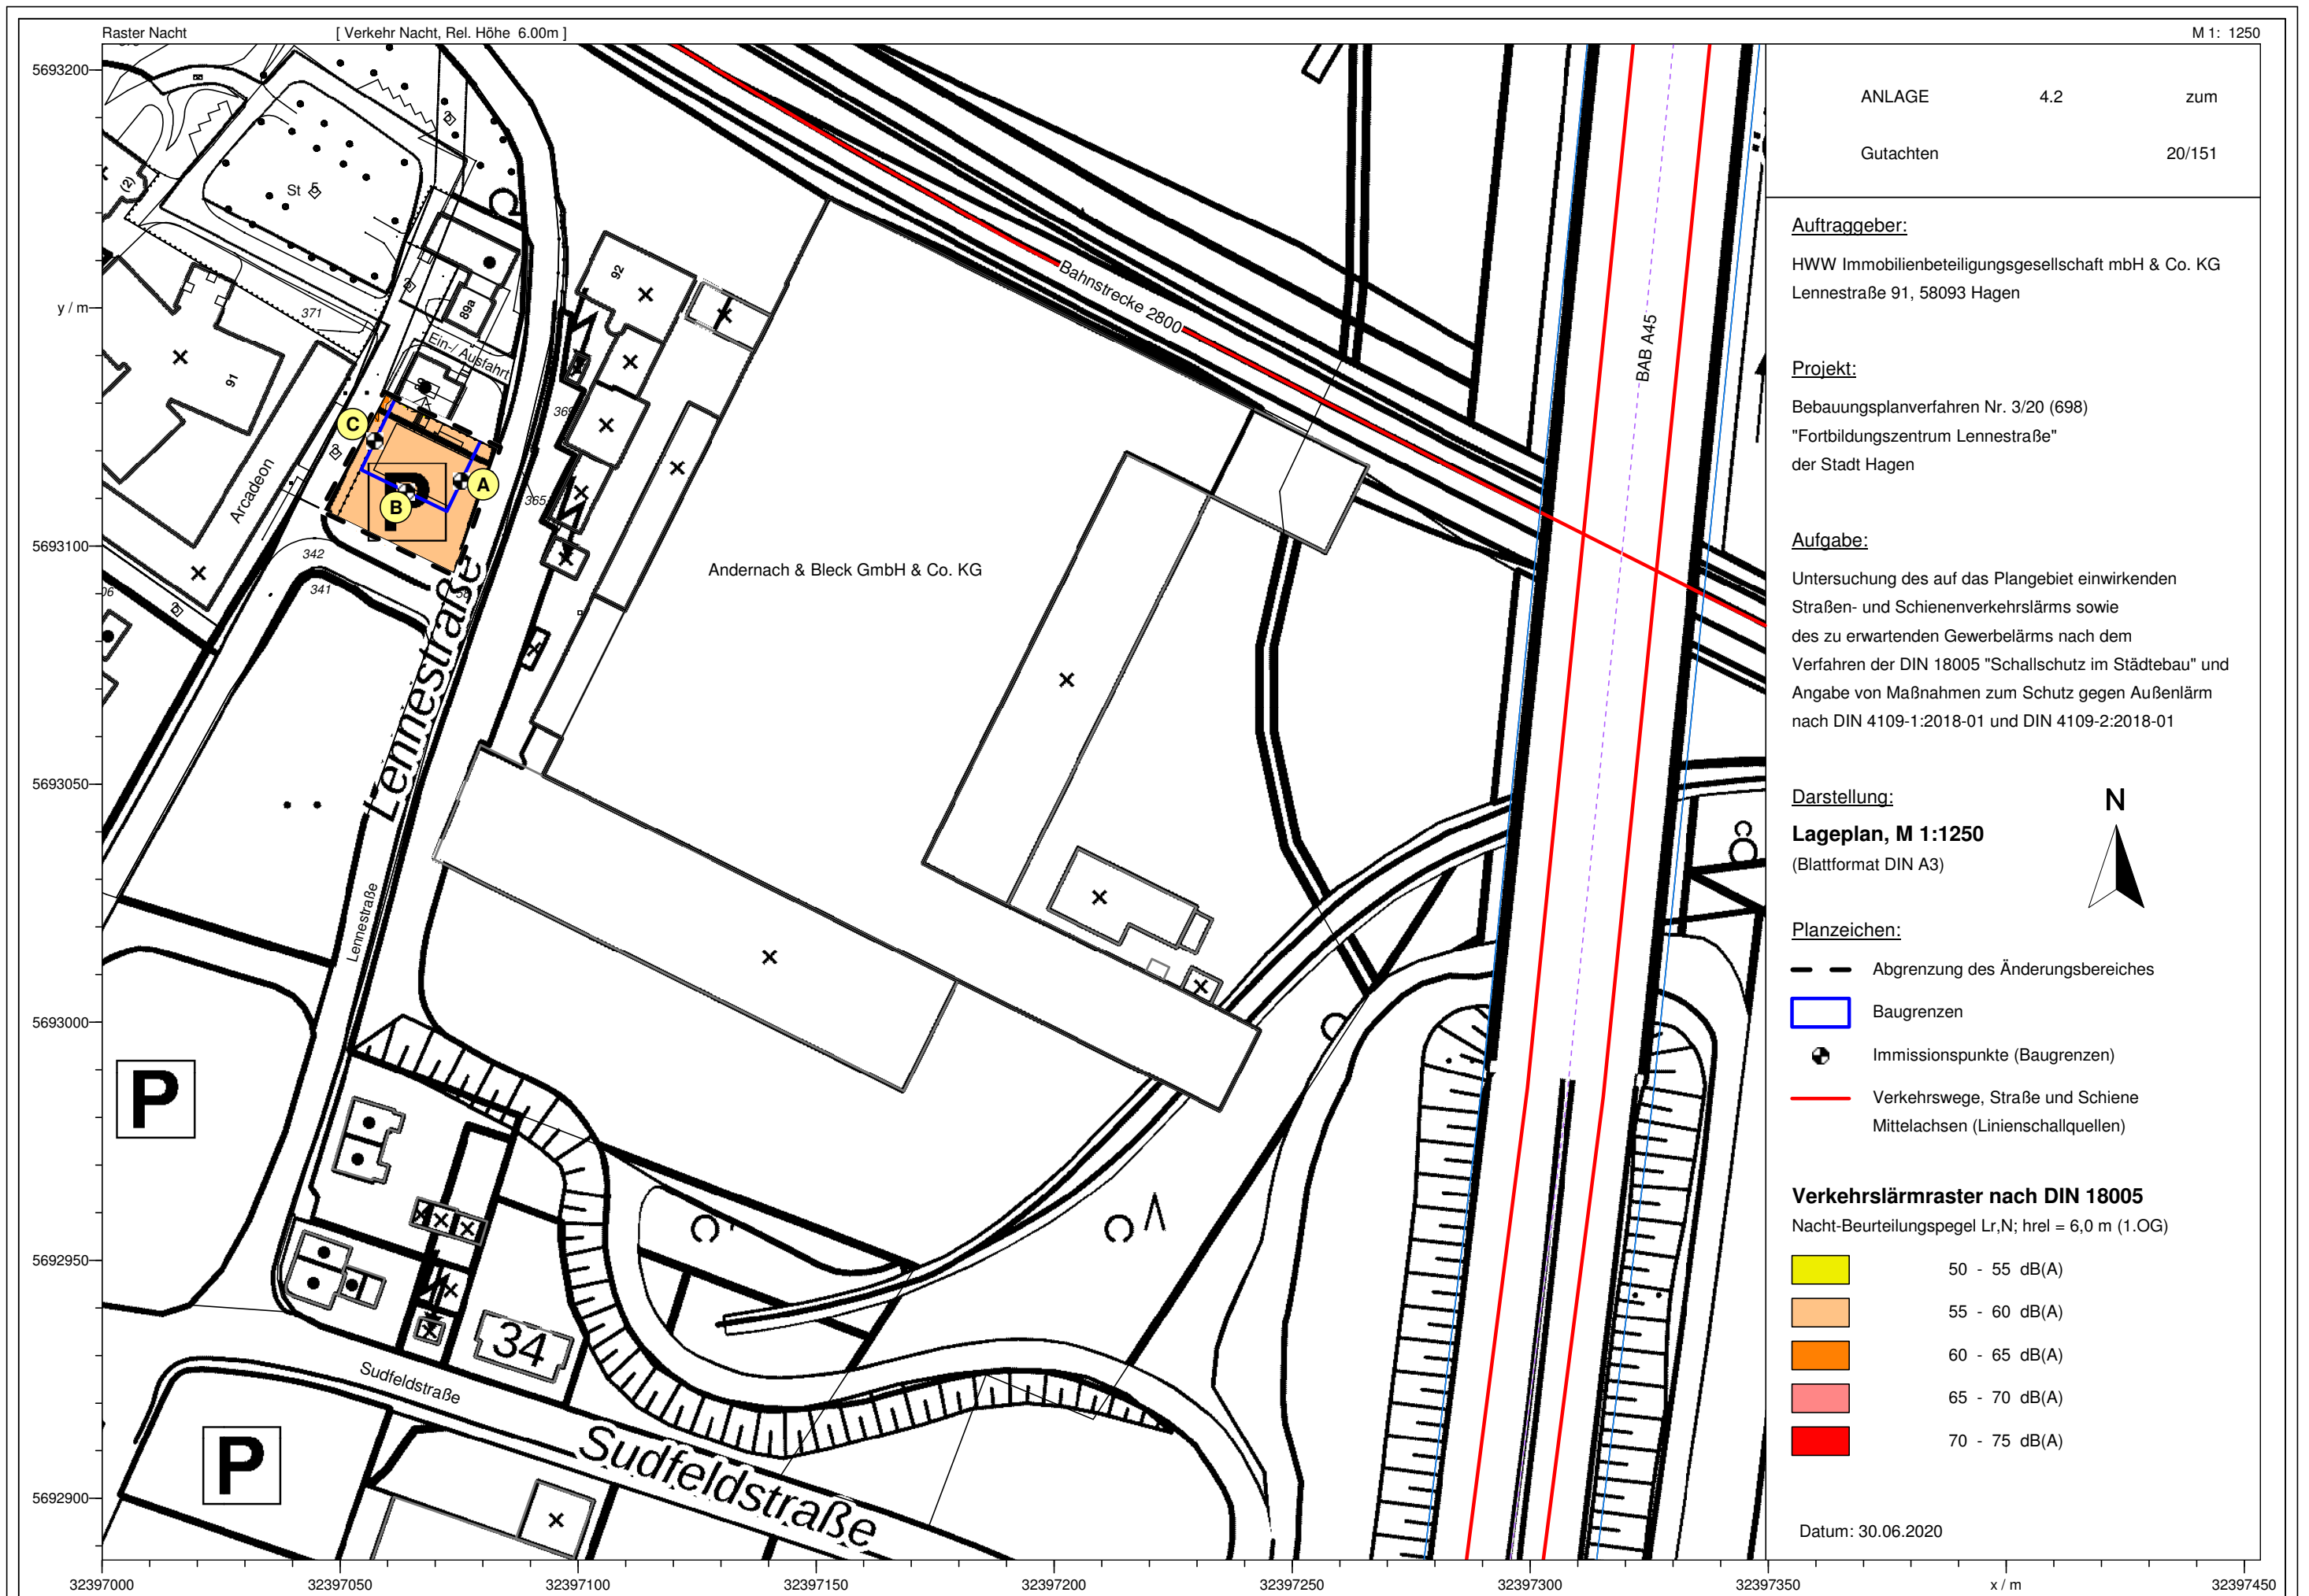 Raster Nacht [ Verkehr Nacht, Rel. Höhe 6.00m ] M 1: 1250
5693200
y / m
5693100
5693050
5693000
5692950
5692900
32397000 32397050 32397100 32397150 32397200 32397250 32397300 32397350 x / m 32397450
(2)
St
371
91
89a
Ein-/ Ausfahrt
92
369
365
Arcadeon
342
341
C
A
B
P
Lennestraße
Lennestraße
Andernach & Bleck GmbH & Co. KG
Bahnstrecke 2800
BAB A45
P
34
Sudfeldstraße
Sudfeldstraße
P
ANLAGE 4.2 zum
Gutachten 20/151
Auftraggeber:
HWW Immobilienbeteiligungsgesellschaft mbH & Co. KG
Lennestraße 91, 58093 Hagen
Projekt:
Bebauungsplanverfahren Nr. 3/20 (698)
"Fortbildungszentrum Lennestraße"
der Stadt Hagen
Aufgabe:
Untersuchung des auf das Plangebiet einwirkenden
Straßen- und Schienenverkehrslärms sowie
des zu erwartenden Gewerbelärms nach dem
Verfahren der DIN 18005 "Schallschutz im Städtebau" und
Angabe von Maßnahmen zum Schutz gegen Außenlärm
nach DIN 4109-1:2018-01 und DIN 4109-2:2018-01
Darstellung:
N
Lageplan, M 1:1250
(Blattformat DIN A3)
Planzeichen:
Abgrenzung des Änderungsbereiches
Baugrenzen
Immissionspunkte (Baugrenzen)
Verkehrswege, Straße und Schiene
Mittelachsen (Linienschallquellen)
Verkehrslärmraster nach DIN 18005
Nacht-Beurteilungspegel Lr,N; hrel = 6,0 m (1.OG)
50 - 55 dB(A)
55 - 60 dB(A)
60 - 65 dB(A)
65 - 70 dB(A)
70 - 75 dB(A)
Datum: 30.06.2020